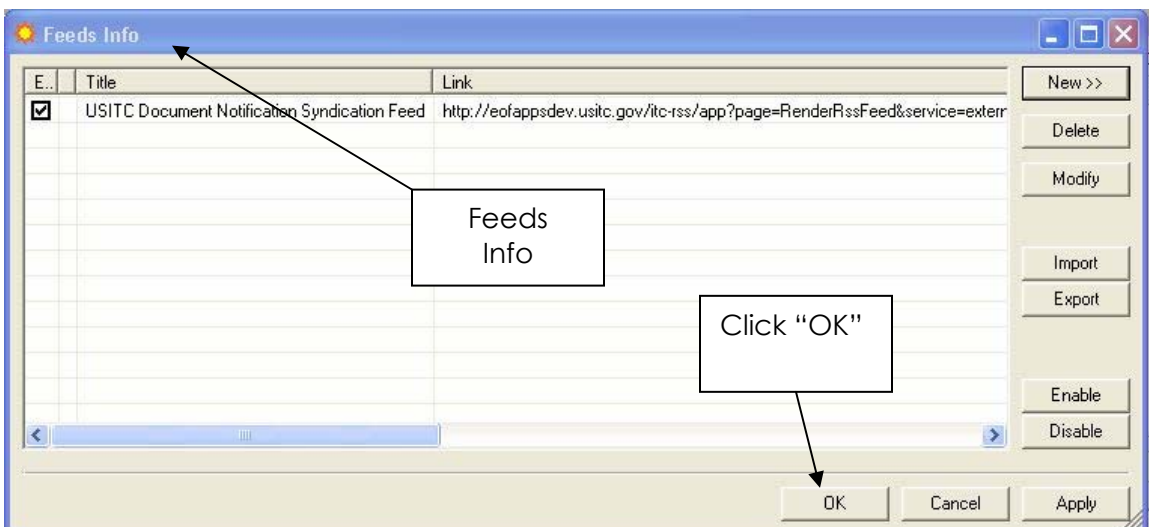 Feeds Info
E.. Title Link New >>
USITC Document Notification Syndication Feed http://eofappsdev.usitc.gov/itc-rss/app?page=RenderRssFeed&service=extern
Delete
Modify
Feeds
Info
Import
Export
Click “OK”
Enable
Disable
OK Cancel Apply